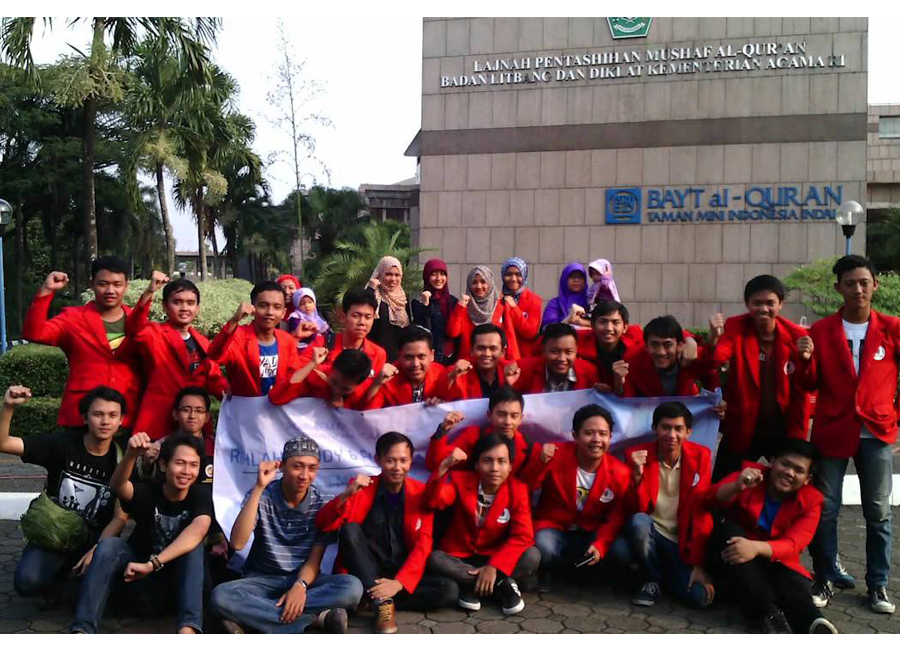 LAJNAH PENTASHIHAN MUSHAF AL-QUR'AN
BADAN LITBANG DAN DIKLAT KEMENTERIAN AGAMA RI
BAYT al-QURAN
TAMAN MINI INDONESIA INDAH